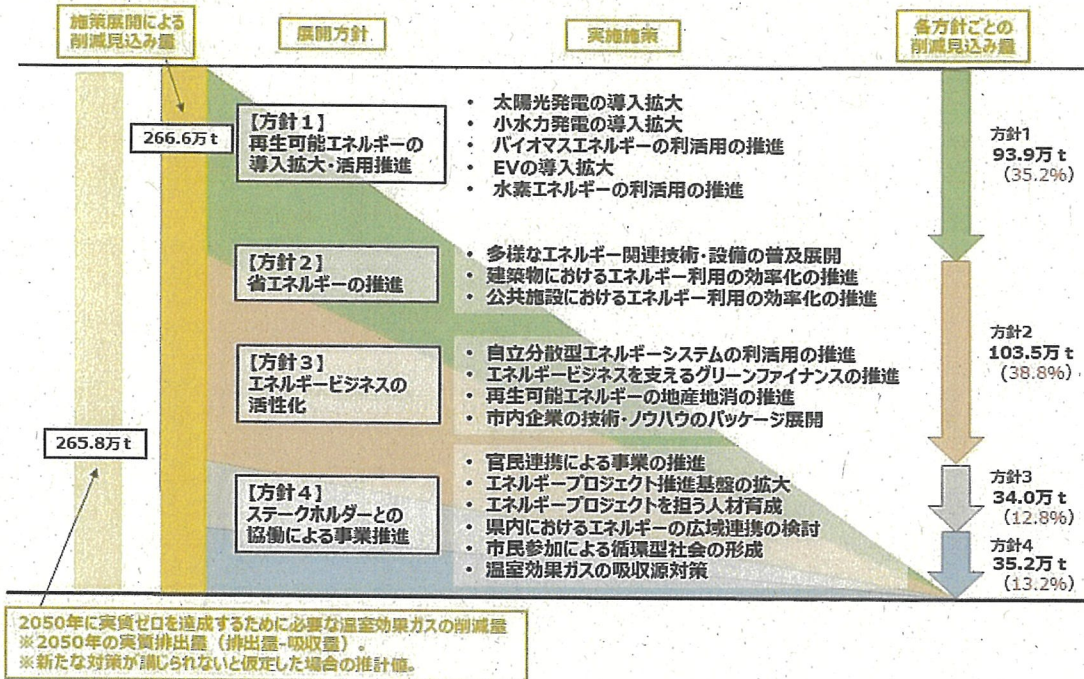 施策展開による
削減見込み量
展開方針
実施施策
各方針ごとの
削減見込み量
266.6万t
【方針1】
再生可能エネルギーの
導入拡大・活用推進
・ 太陽光発電の導入拡大
・ 小水力発電の導入拡大
・ バイオマスエネルギーの利活用の推進
・ EVの導入拡大
・ 水素エネルギーの利活用の推進
方針1
93.9万t
(35.2%)
【方針2】
省エネルギーの推進
・ 多様なエネルギー関連技術・設備の普及展開
・ 建築物におけるエネルギー利用の効率化の推進
・ 公共施設におけるエネルギー利用の効率化の推進
方針2
103.5万t
(38.8%)
【方針3】
エネルギービジネスの
活性化
・ 自立分散型エネルギーシステムの利活用の推進
・ エネルギービジネスを支えるグリーンファイナンスの推進
・ 再生可能エネルギーの地産地消の推進
・ 市内企業の技術・ノウハウのパッケージ展開
265.8万t
【方針4】
ステークホルダーとの
協働による事業推進
・ 官民連携による事業の推進
・ エネルギープロジェクト推進基盤の拡大
・ エネルギープロジェクトを担う人材育成
・ 県内におけるエネルギーの広域連携の検討
・ 市民参加による循環型社会の形成
・ 温室効果ガスの吸収源対策
方針3
34.0万t
(12.8%)
方針4
35.2万t
(13.2%)
2050年に実質ゼロを達成するために必要な温室効果ガスの削減量
※2050年の実質排出量(排出量-吸収量)。
※新たな対策が講じられないと仮定した場合の推計値。